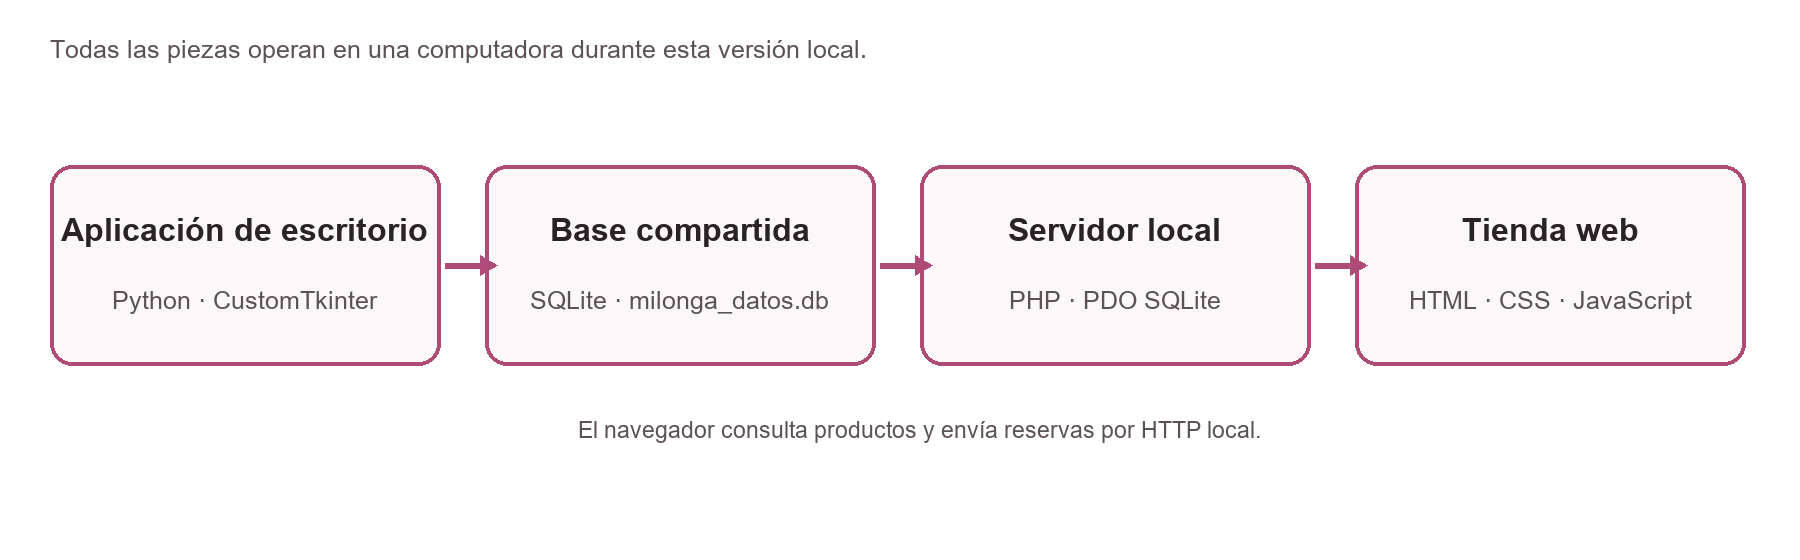 Todas las piezas operan en una computadora durante esta versión local.
Aplicación de escritorio
Python · CustomTkinter
Base compartida
SQLite · milonga_datos.db
Servidor local
PHP · PDO SQLite
Tienda web
HTML · CSS · JavaScript
El navegador consulta productos y envía reservas por HTTP local.